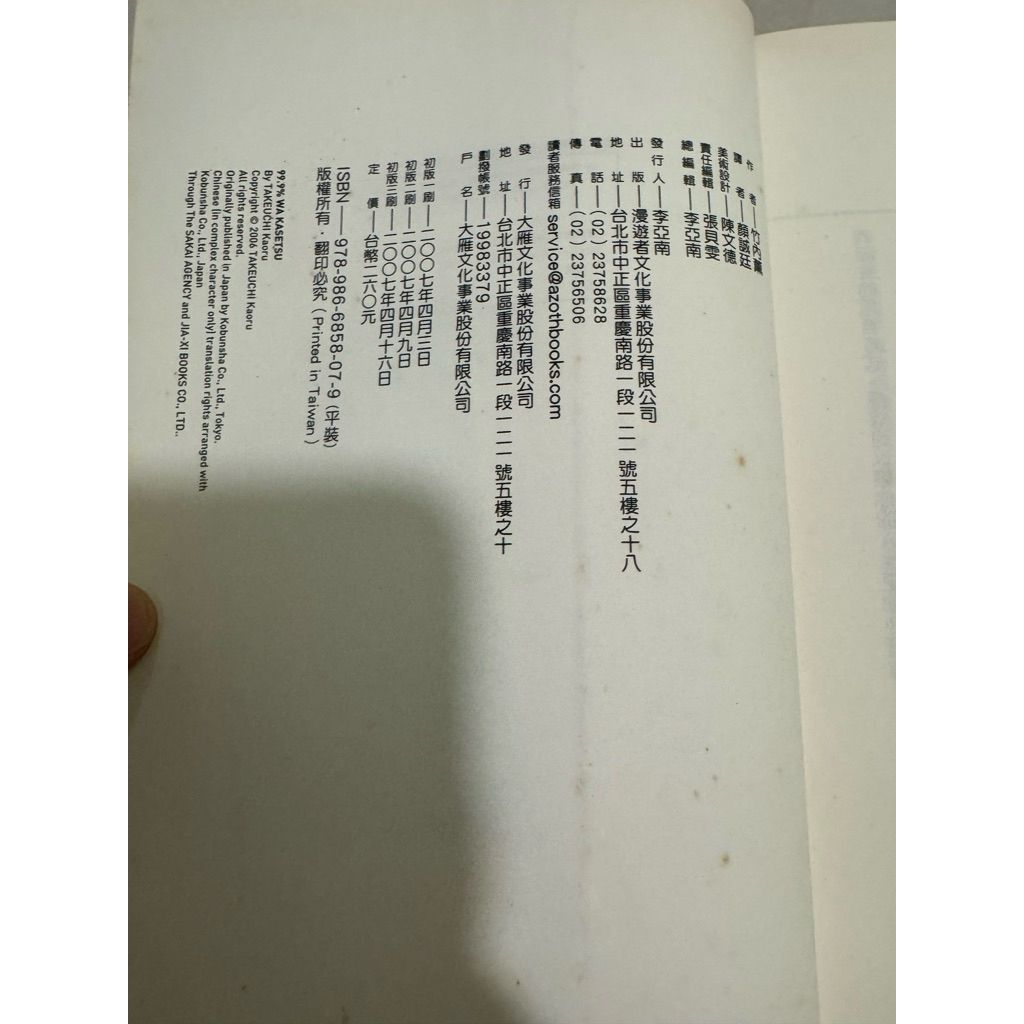 作者——竹內薰
譯者——顏誠廷
美術設計——陳文德
責任編輯——張貝雯
總編輯——李亞南
發行人——李亞南
出版——漫遊者文化事業股份有限公司
地址——台北市中正區重慶南路一段一二一號五樓之十八
電話——(02) 23758628
傳真——(02) 23756506
讀者服務信箱 service@azothbooks.com
發行——大雁文化事業股份有限公司
地址——台北市中正區重慶南路一段一二一號五樓之十
劃撥帳號——19983379
戶名——大雁文化事業股份有限公司
初版一刷——二〇〇七年四月三日
初版二刷——二〇〇七年四月九日
初版三刷——二〇〇七年四月十六日
定價——台幣二六〇元
ISBN——978-986-6858-07-9 (平裝)
版權所有・翻印必究 (Printed in Taiwan)
99.9% WA KASETSU
By TAKEUCHI Kaoru
Copyright © 2006 TAKEUCHI Kaoru
All rights reserved.
Originally published in Japan by Kobunsha Co., Ltd., Tokyo.
Chinese (in complex character only) translation rights arranged with
Kobunsha Co., Ltd., Japan
Through The SAKAI AGENCY and JIA-XI BOOKS CO., LTD..